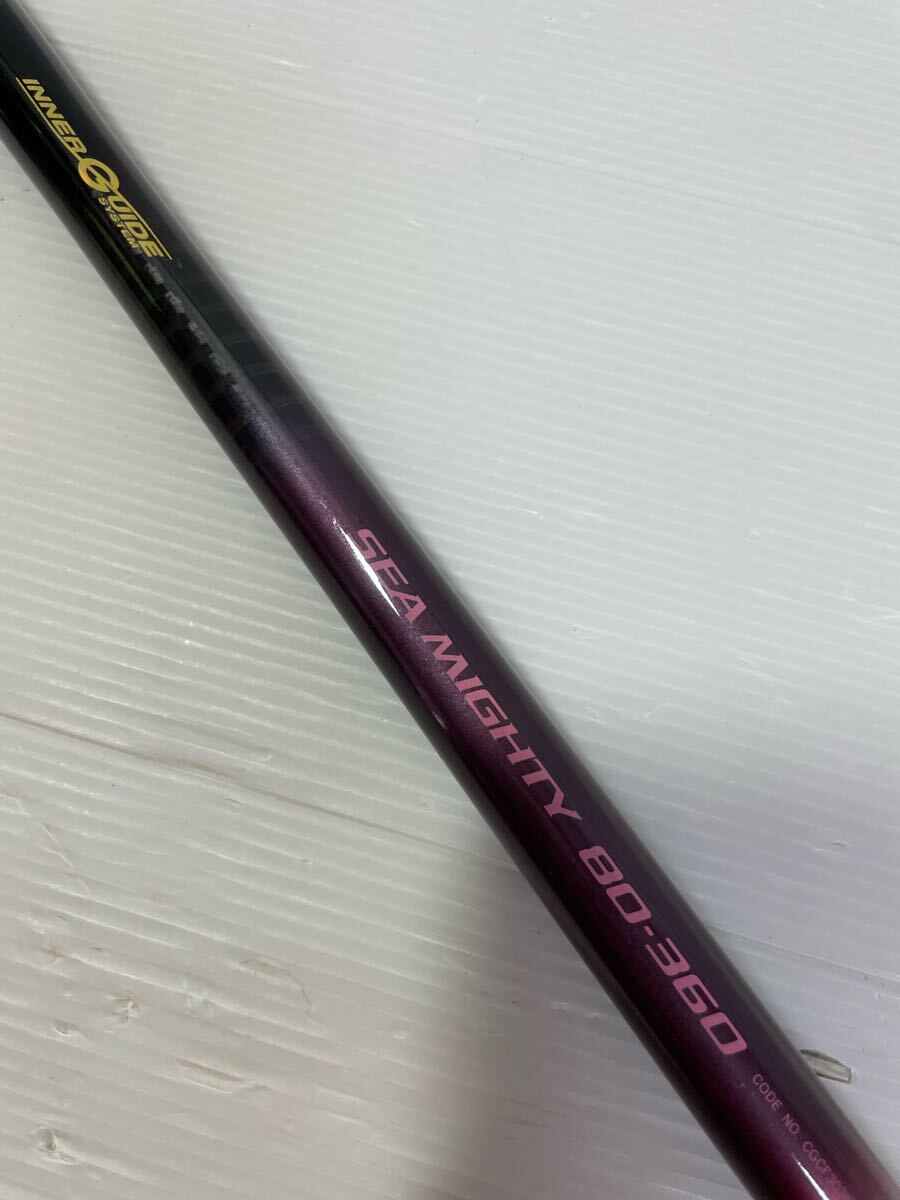 INNER GUIDE
SYSTEM
SEA MIGHTY 80-360
CODE NO.